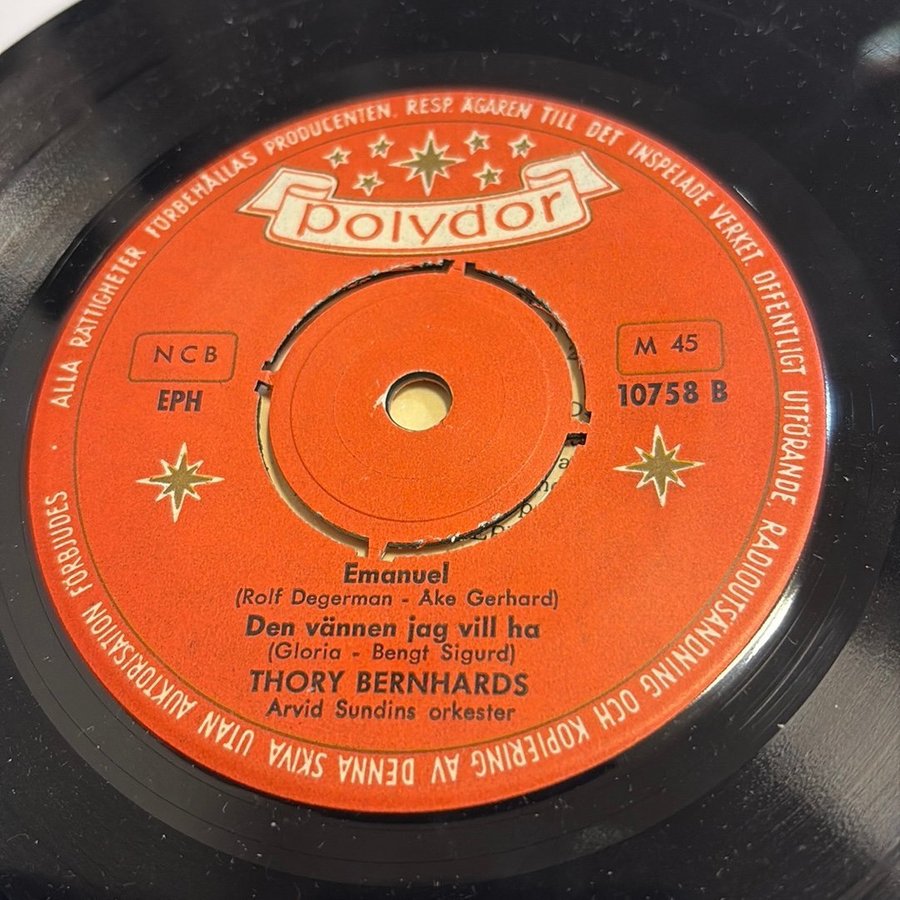 ALLA RÄTTIGHETER FÖRBEHÅLLAS PRODUCENTEN, RESP. ÄGAREN TILL DET INSPELADE VERKET. OFFENTLIGT UTFÖRANDE, RADIOUTSÄNDNING OCH KOPIERING AV DENNA SKIVA UTAN AUKTORISATION FÖRBJUDES ·
polydor
NCB
EPH
M 45
10758 B
Emanuel
(Rolf Degerman - Åke Gerhard)
Den vännen jag vill ha
(Gloria - Bengt Sigurd)
THORY BERNHARDS
Arvid Sundins orkester